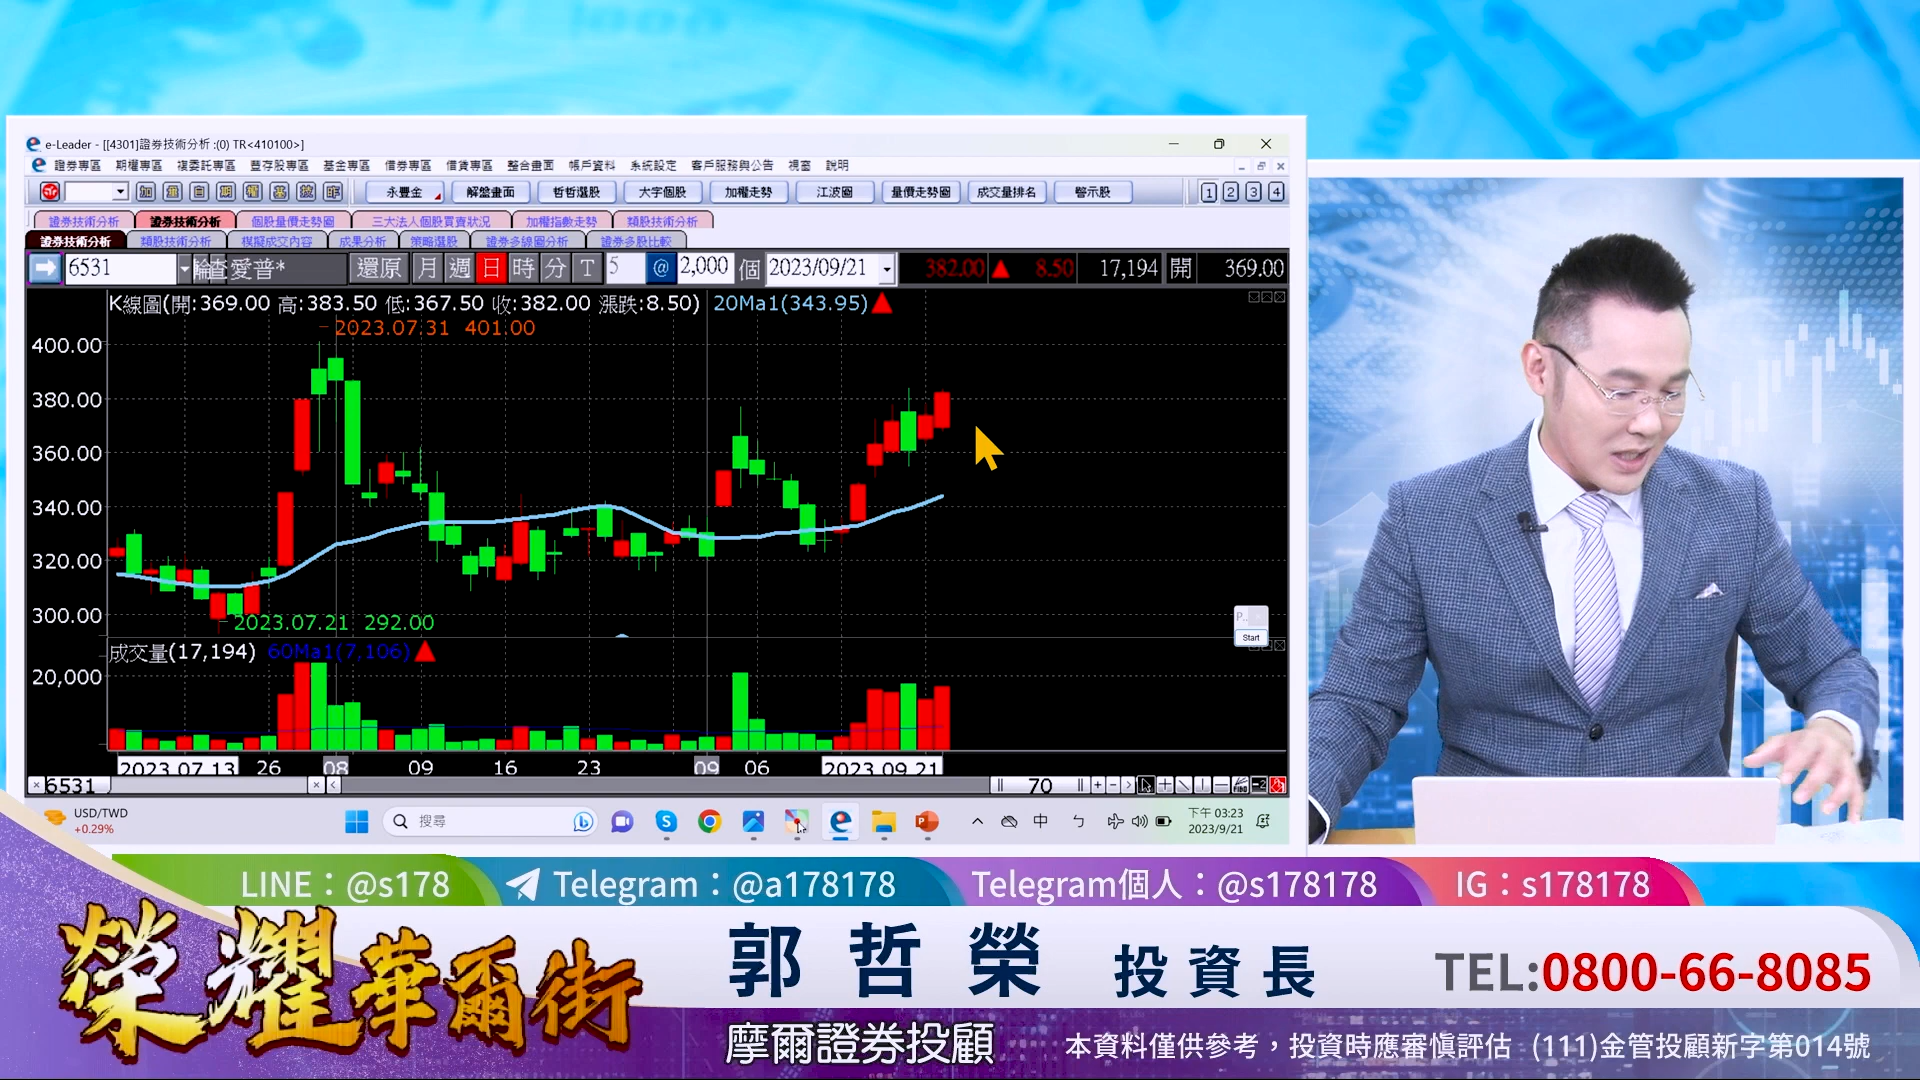 e-Leader - [[4301]證券技術分析 :(0) TR<410100>]
證券專區 期權專區 複委託專區 豐存股專區 基金專區 借券專區 借貸專區 整合畫面 帳戶資料 系統設定 客戶服務與公告 視窗 說明
永豐金 解盤畫面 哲哲選股 大字個股 加權走勢 江波圖 量價走勢圖 成交量排名 警示股 1 2 3 4
證券技術分析 證券技術分析 個股量價走勢圖 三大法人個股買賣狀況 加權指數走勢 類股技術分析
證券技術分析 類股技術分析 模擬成交內容 成果分析 策略選股 證券多線圖分析 證券多股比較
6531 愛普* 還原 月 週 日 時 分 T 5 @ 2,000 個 2023/09/21 382.00 ▲ 8.50 17,194 開 369.00
K線圖(開:369.00 高:383.50 低:367.50 收:382.00 漲跌:8.50) 20Ma1(343.95)
2023.07.31 401.00
400.00
380.00
360.00
340.00
320.00
300.00
2023.07.21 292.00
P..
Start
成交量(17,194) 60Ma1(7,106)
20,000
2023.07.13 26 08 09 16 23 09 06 2023.09.21
6531 70
USD/TWD
+0.29%
搜尋
中
下午 03:23
2023/9/21
LINE：@s178 Telegram：@a178178 Telegram個人：@s178178 IG：s178178
榮耀華爾街
郭哲榮 投資長 TEL:0800-66-8085
摩爾證券投顧 本資料僅供參考，投資時應審慎評估 (111)金管投顧新字第014號